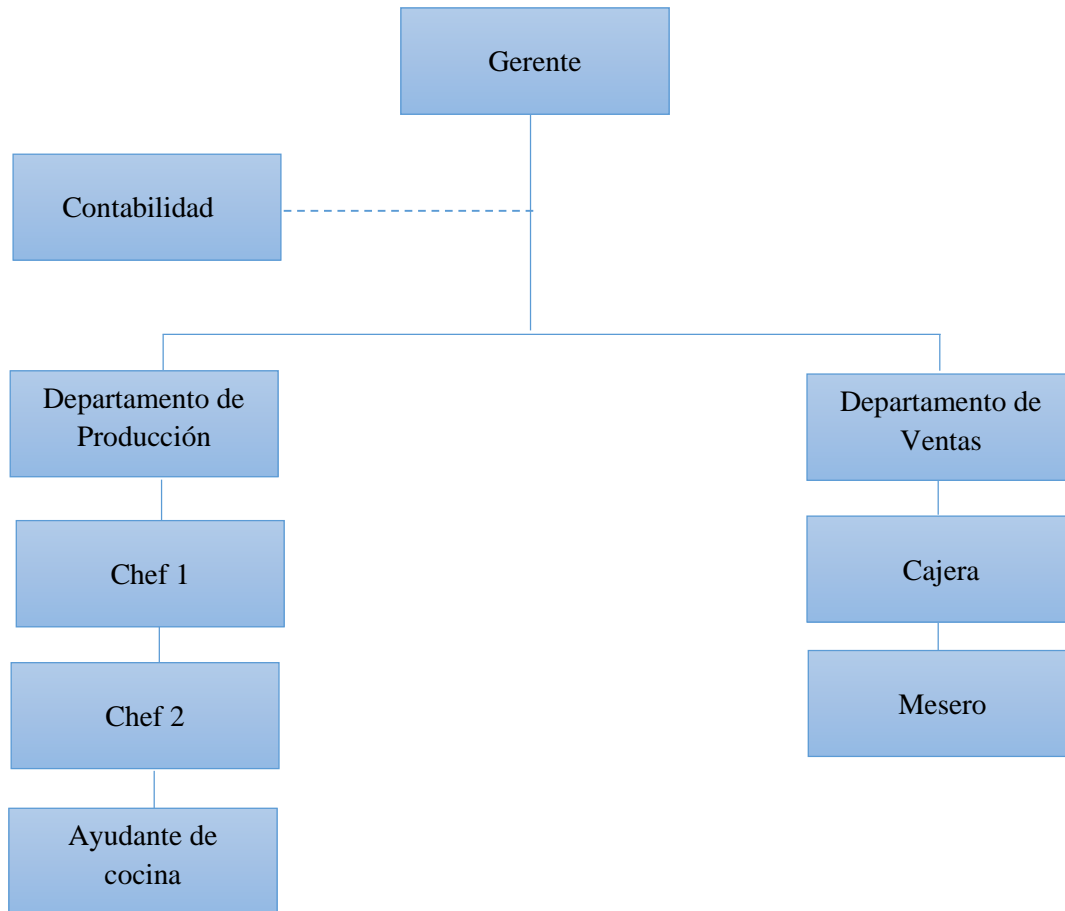 Gerente
Contabilidad
Departamento de
Producción
Departamento de
Ventas
Chef 1
Cajera
Chef 2
Mesero
Ayudante de
cocina